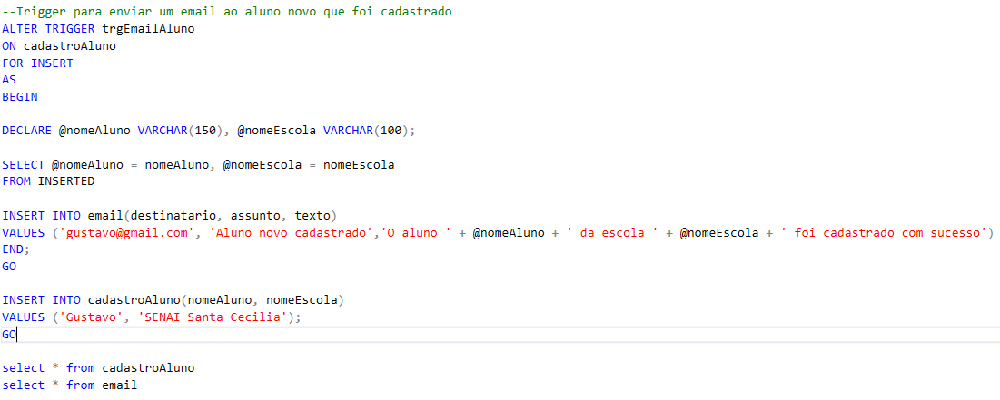 --Trigger para enviar um email ao aluno novo que foi cadastrado
ALTER TRIGGER trgEmailAluno
ON cadastroAluno
FOR INSERT
AS
BEGIN
DECLARE @nomeAluno VARCHAR(150), @nomeEscola VARCHAR(100);
SELECT @nomeAluno = nomeAluno, @nomeEscola = nomeEscola
FROM INSERTED
INSERT INTO email(destinatario, assunto, texto)
VALUES ('gustavo@gmail.com', 'Aluno novo cadastrado','O aluno ' + @nomeAluno + ' da escola ' + @nomeEscola + ' foi cadastrado com sucesso')
END;
GO
INSERT INTO cadastroAluno(nomeAluno, nomeEscola)
VALUES ('Gustavo', 'SENAI Santa Cecilia');
GO
select * from cadastroAluno
select * from email